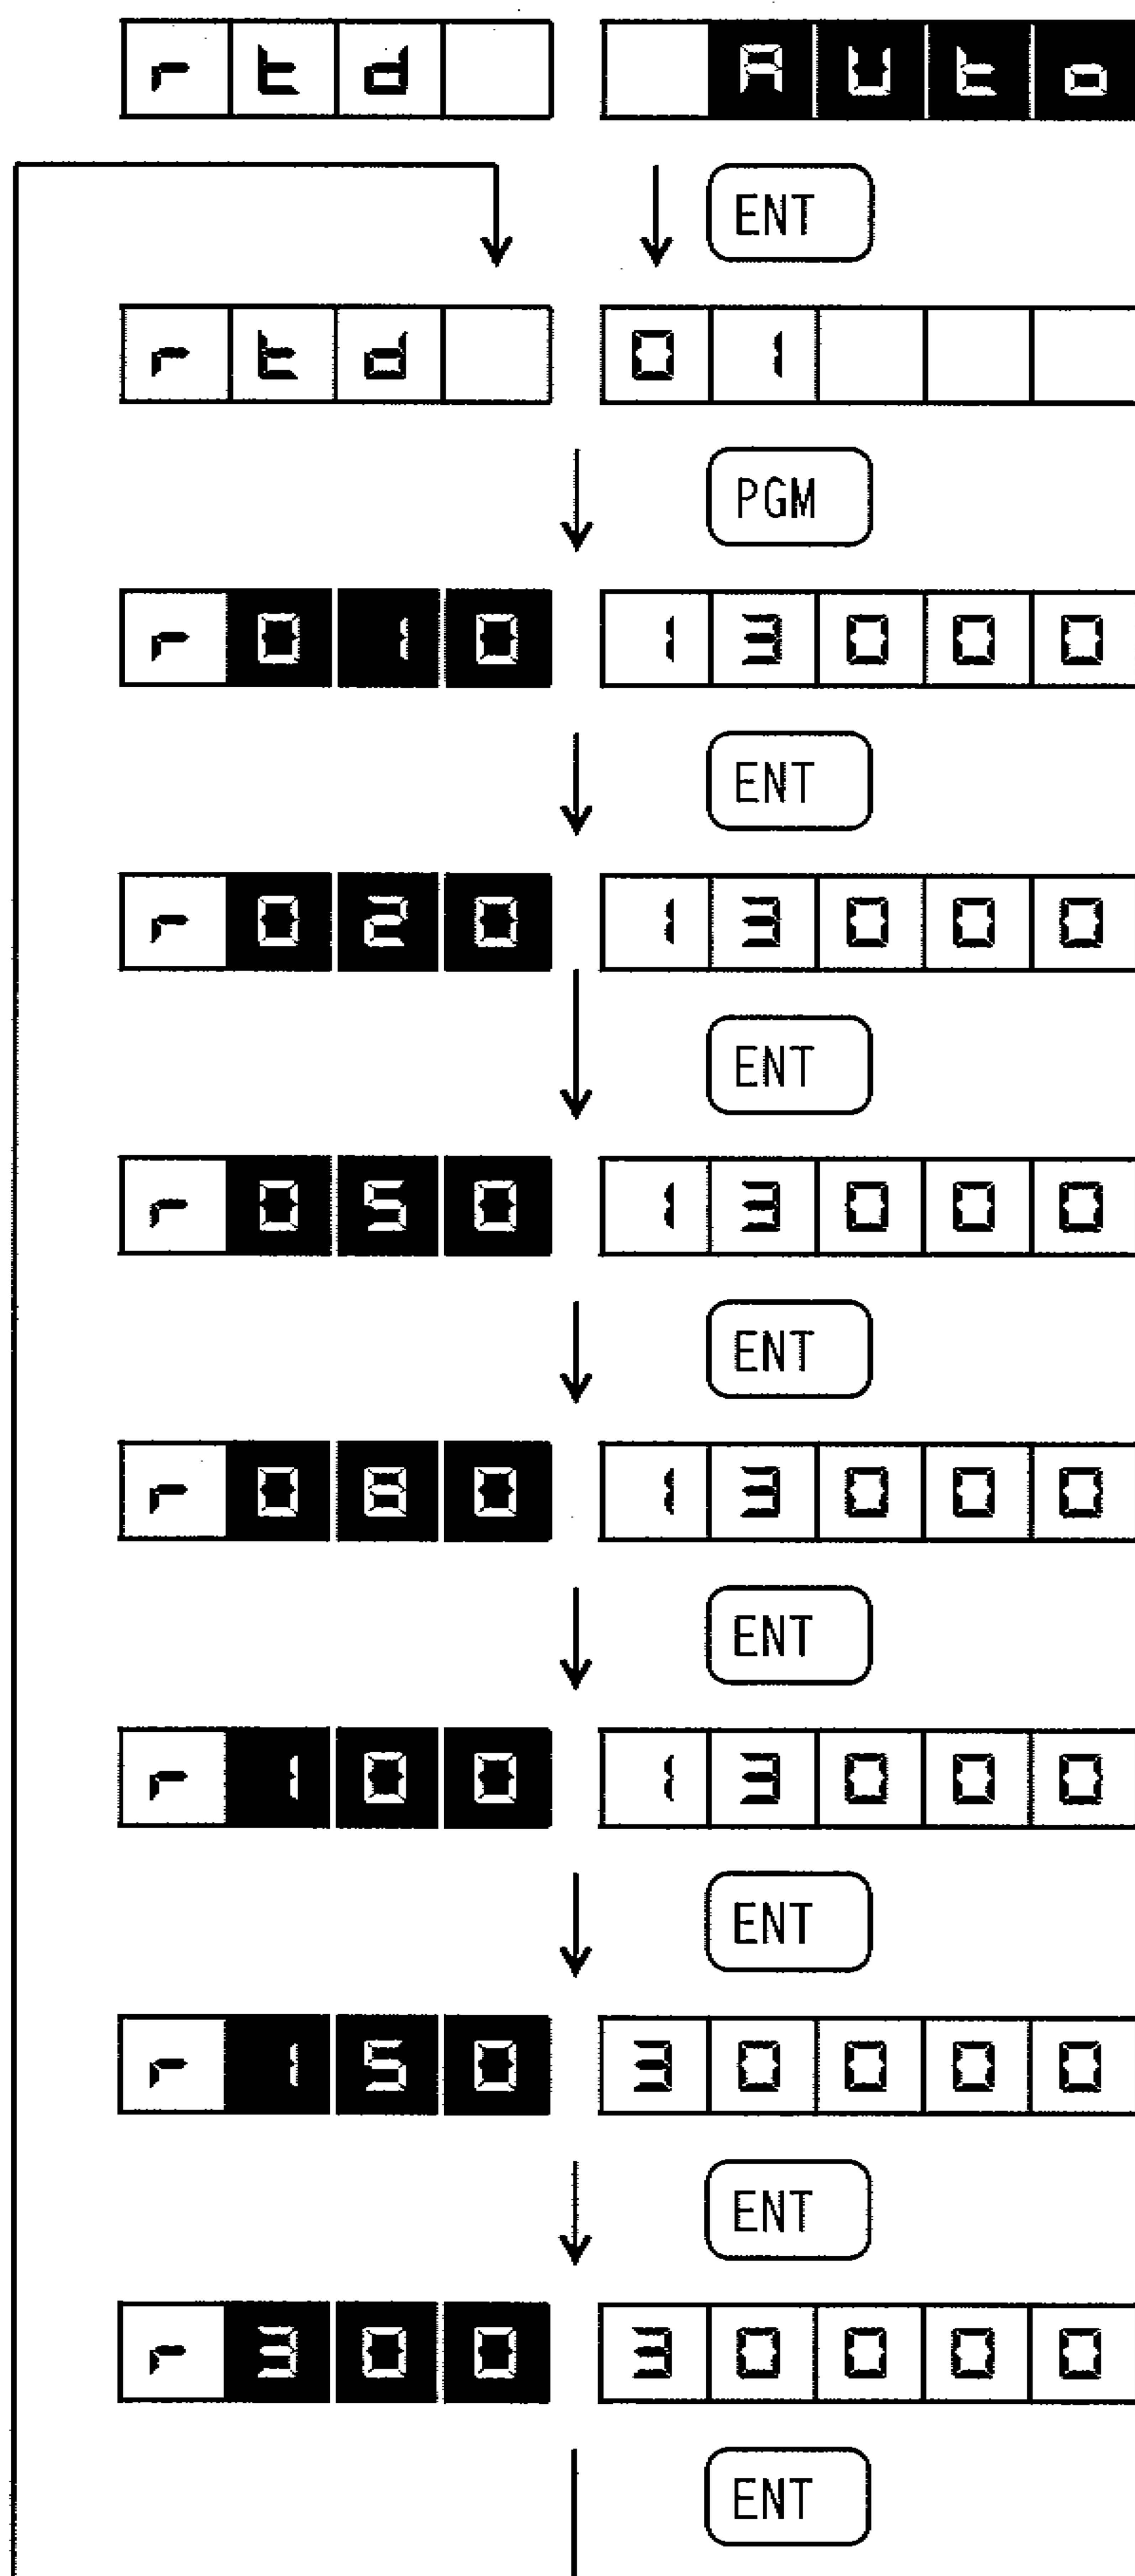 rtd AUto
ENT
rtd 01
PGM
r010 13000
ENT
r020 13000
ENT
r050 13000
ENT
r080 13000
ENT
r100 13000
ENT
r150 30000
ENT
r300 30000
ENT